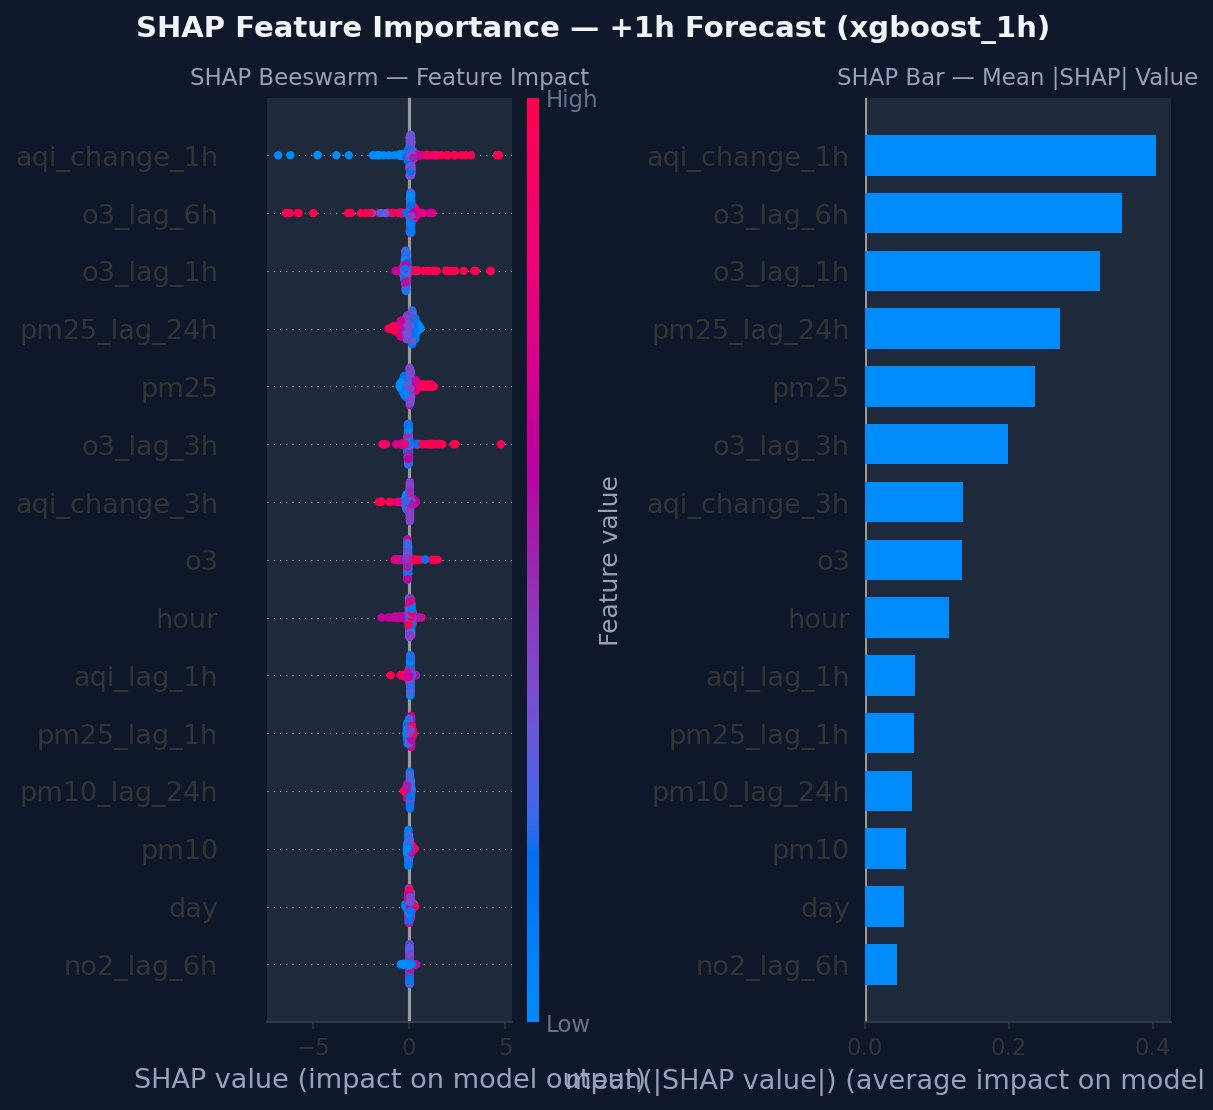 SHAP Feature Importance — +1h Forecast (xgboost_1h)
SHAP Beeswarm — Feature Impact
High
aqi_change_1h
o3_lag_6h
o3_lag_1h
pm25_lag_24h
pm25
o3_lag_3h
aqi_change_3h
o3
hour
aqi_lag_1h
pm25_lag_1h
pm10_lag_24h
pm10
day
no2_lag_6h
Feature value
Low
−5 0 5
SHAP value (impact on model output)
SHAP Bar — Mean |SHAP| Value
aqi_change_1h
o3_lag_6h
o3_lag_1h
pm25_lag_24h
pm25
o3_lag_3h
aqi_change_3h
o3
hour
aqi_lag_1h
pm25_lag_1h
pm10_lag_24h
pm10
day
no2_lag_6h
0.0 0.2 0.4
mean(|SHAP value|) (average impact on model